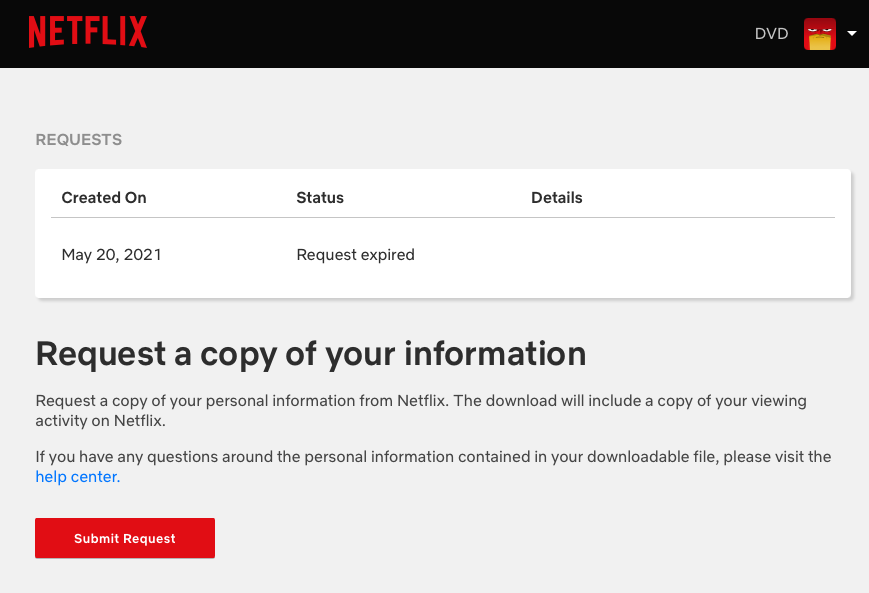 NETFLIX
DVD
REQUESTS
Created On Status Details
May 20, 2021 Request expired
Request a copy of your information
Request a copy of your personal information from Netflix. The download will include a copy of your viewing
activity on Netflix.
If you have any questions around the personal information contained in your downloadable file, please visit the
help center.
Submit Request